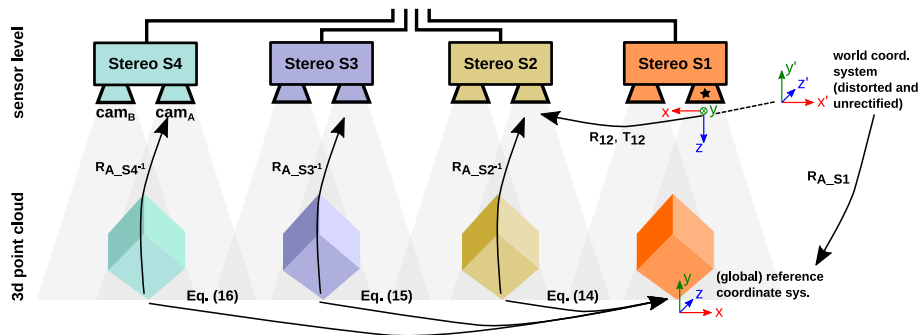 sensor level
Stereo S4
Stereo S3
Stereo S2
Stereo S1
cam_B
cam_A
x
y
z
y'
z'
x'
world coord.
system
(distorted and
unrectified)
R_12, T_12
R_A_S4⁻¹
R_A_S3⁻¹
R_A_S2⁻¹
R_A_S1
3d point cloud
Eq. (16)
Eq. (15)
Eq. (14)
y
z
x
(global) reference
coordinate sys.